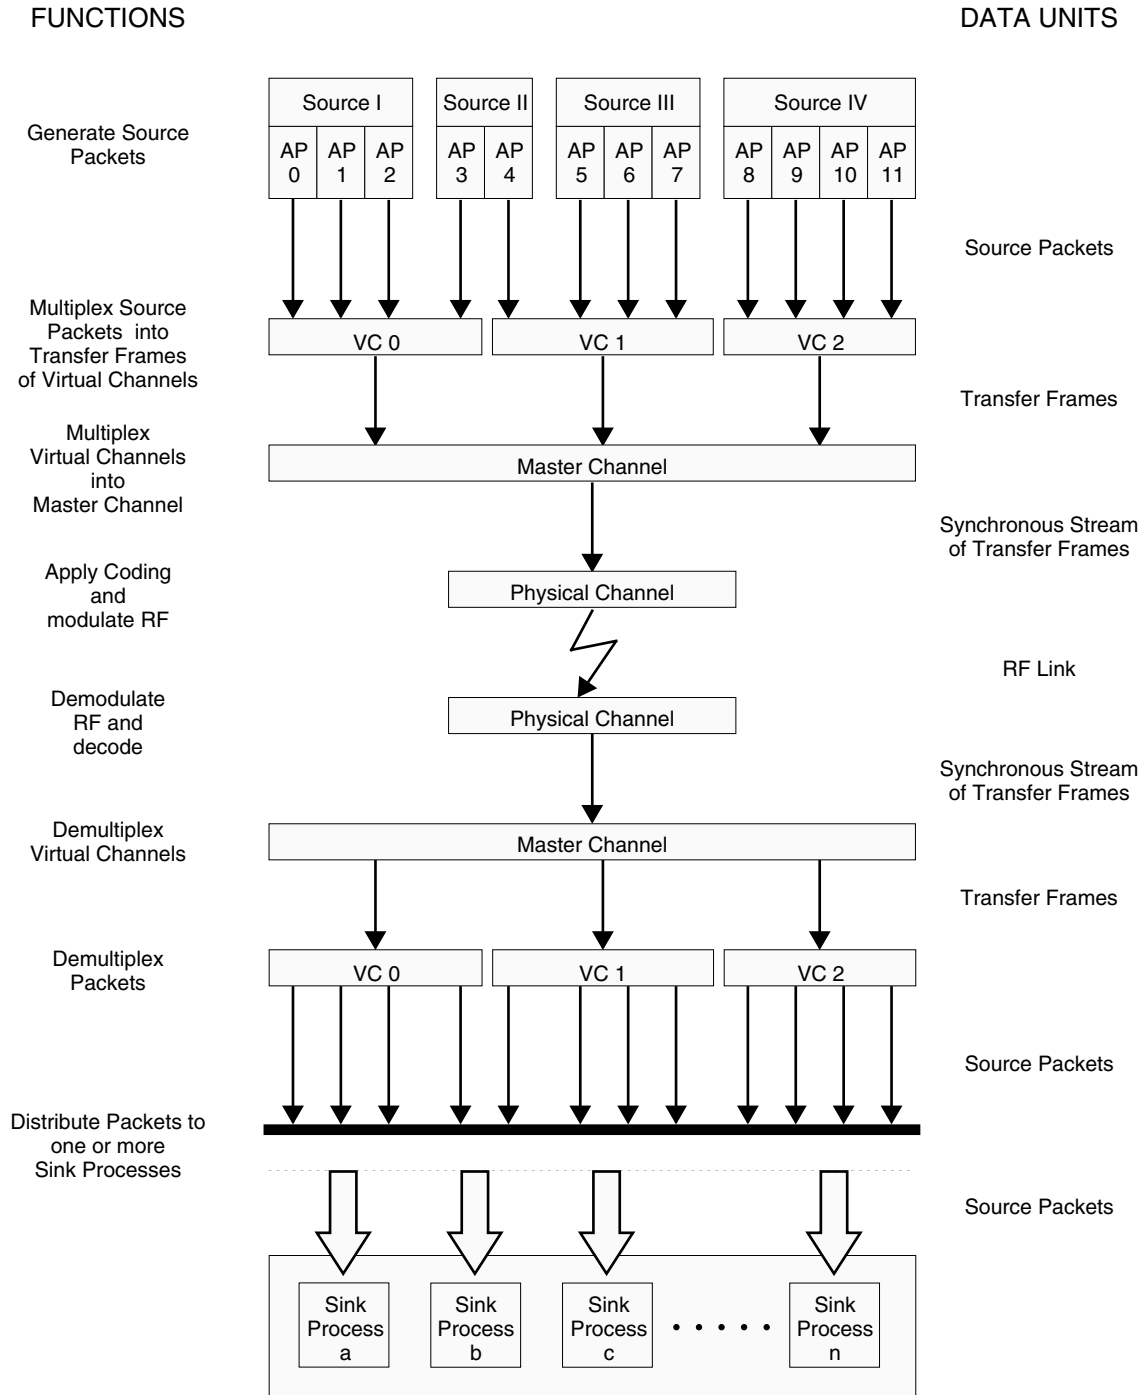 FUNCTIONS
DATA UNITS
Generate Source
Packets
Source I
Source II
Source III
Source IV
AP
0
AP
1
AP
2
AP
3
AP
4
AP
5
AP
6
AP
7
AP
8
AP
9
AP
10
AP
11
Source Packets
Multiplex Source
Packets into
Transfer Frames
of Virtual Channels
VC 0
VC 1
VC 2
Transfer Frames
Multiplex
Virtual Channels
into
Master Channel
Master Channel
Synchronous Stream
of Transfer Frames
Apply Coding
and
modulate RF
Physical Channel
RF Link
Demodulate
RF and
decode
Physical Channel
Synchronous Stream
of Transfer Frames
Demultiplex
Virtual Channels
Master Channel
Transfer Frames
Demultiplex
Packets
VC 0
VC 1
VC 2
Source Packets
Distribute Packets to
one or more
Sink Processes
Source Packets
Sink
Process
a
Sink
Process
b
Sink
Process
c
. . . . .
Sink
Process
n